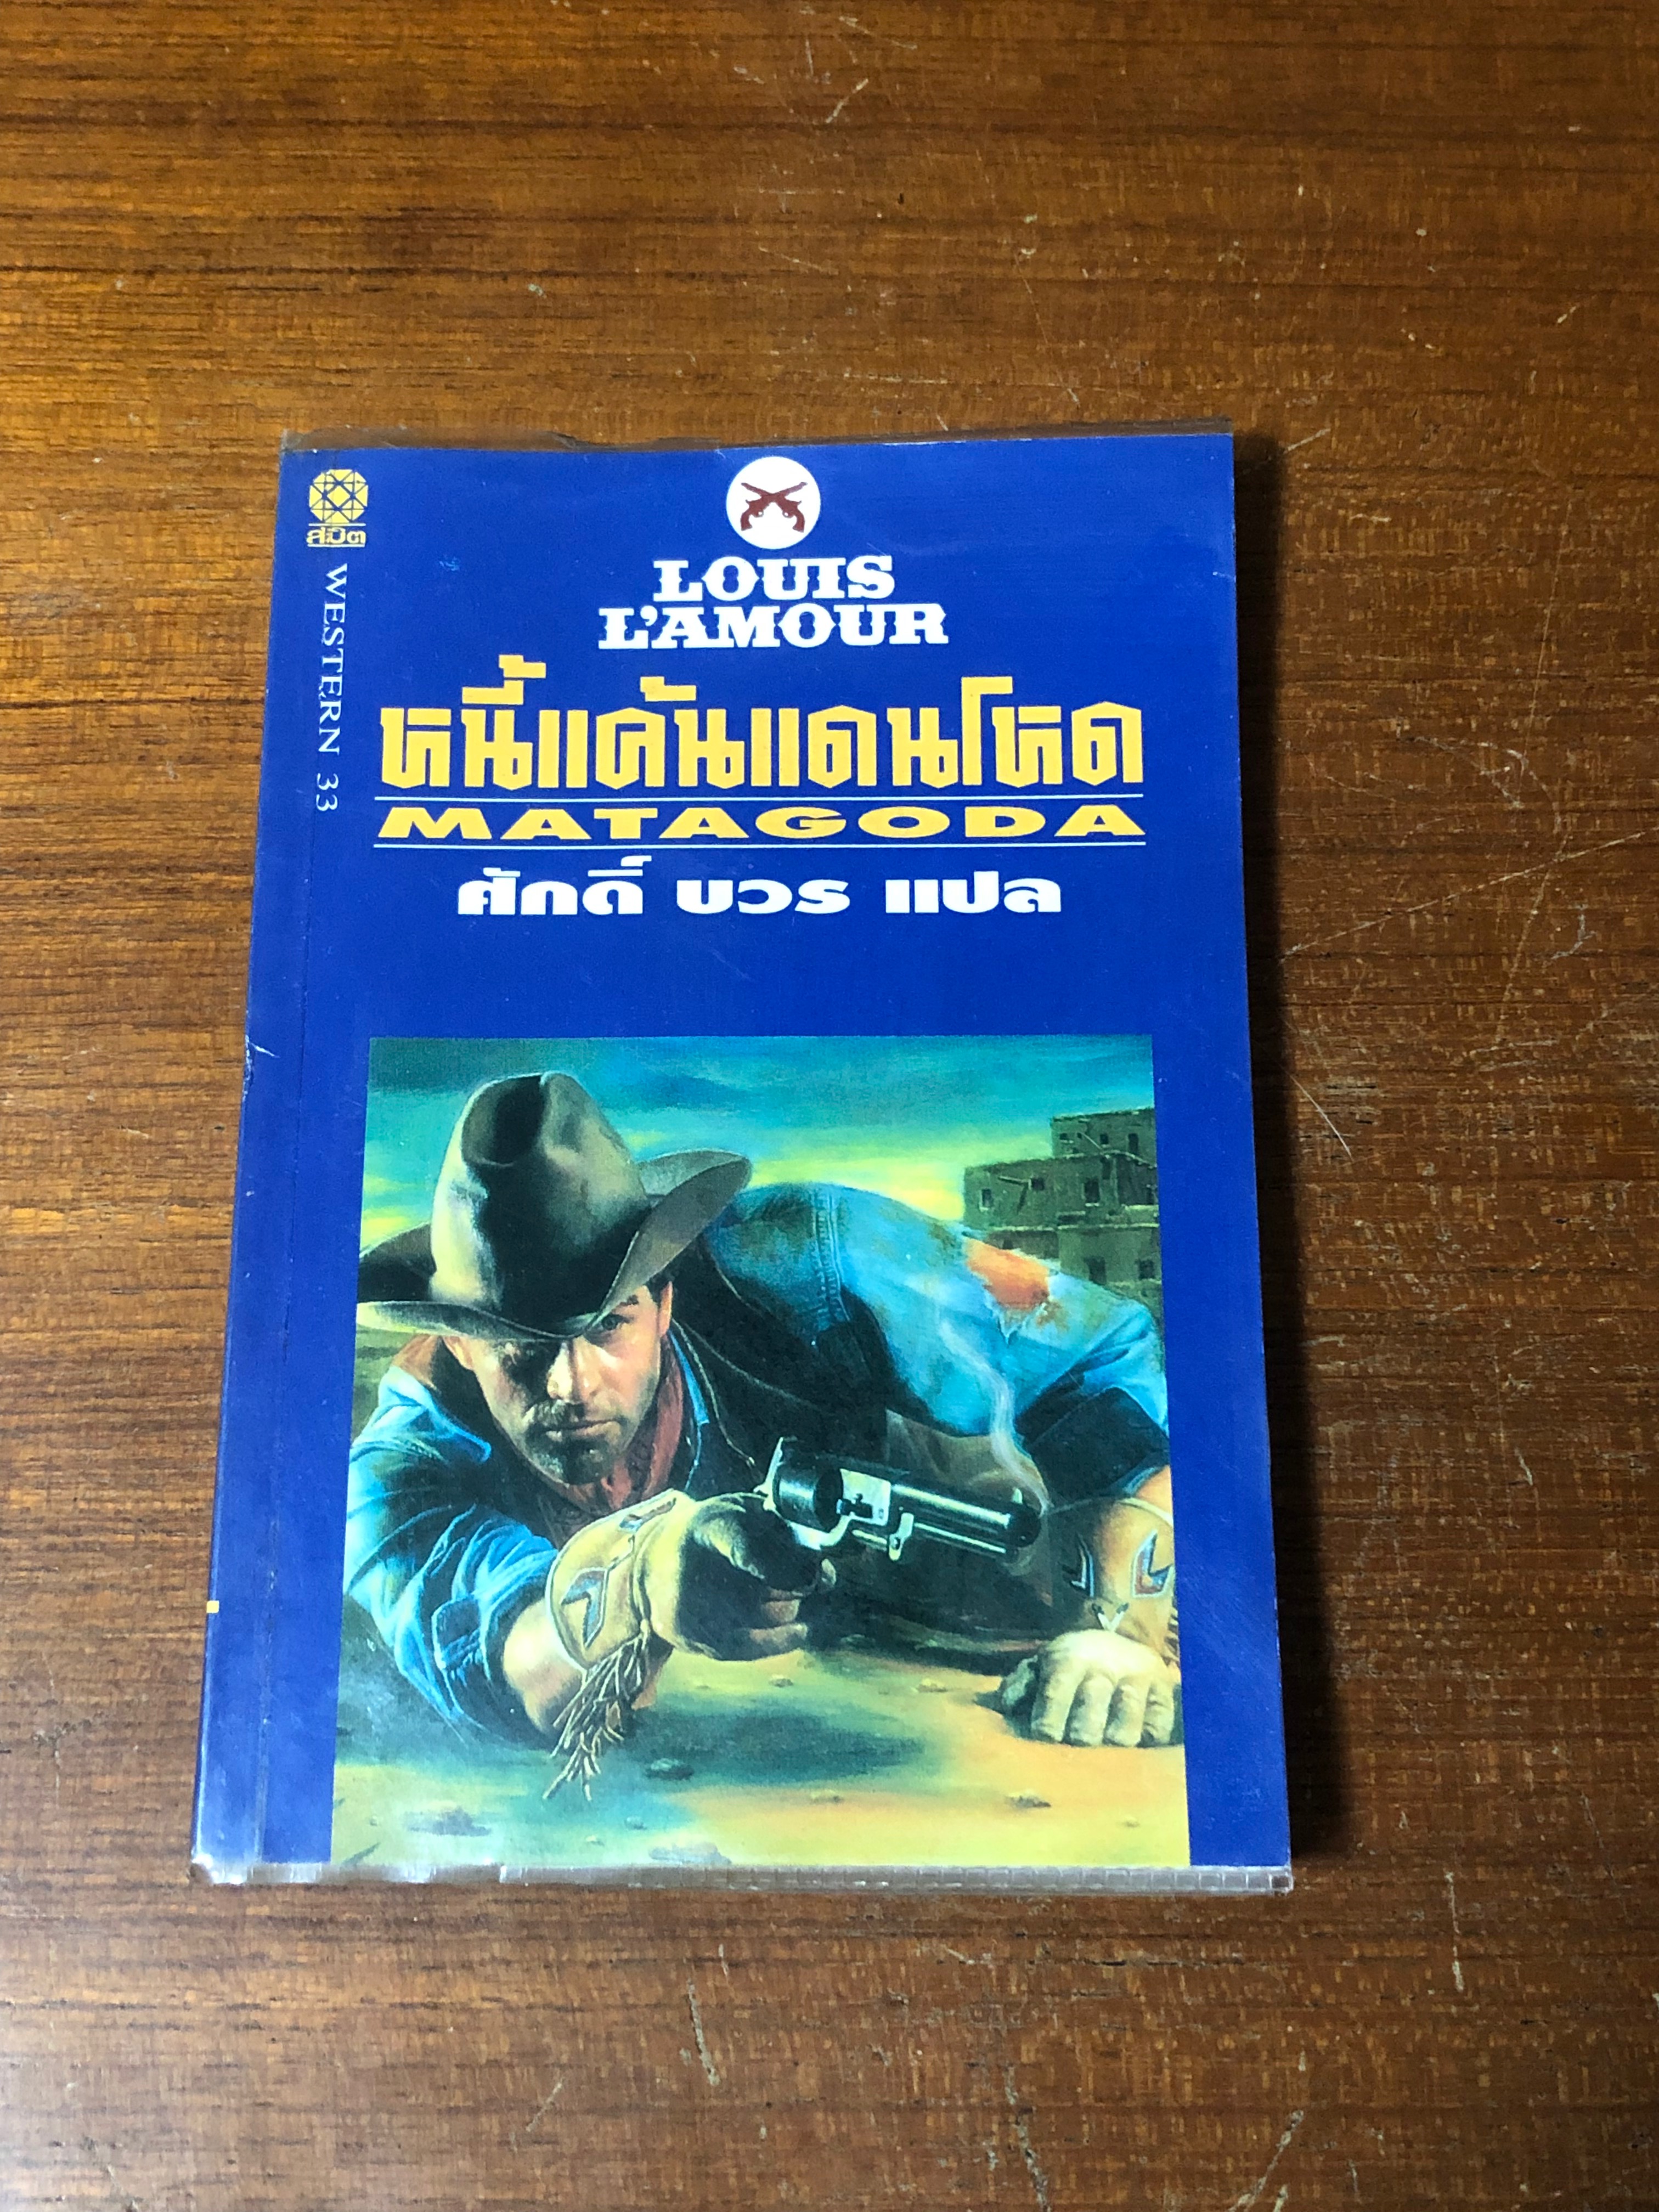 สมิต
WESTERN 33
LOUIS
L'AMOUR
หนี้แค้นแดนโหด
MATAGODA
ศักดิ์ บวร แปล